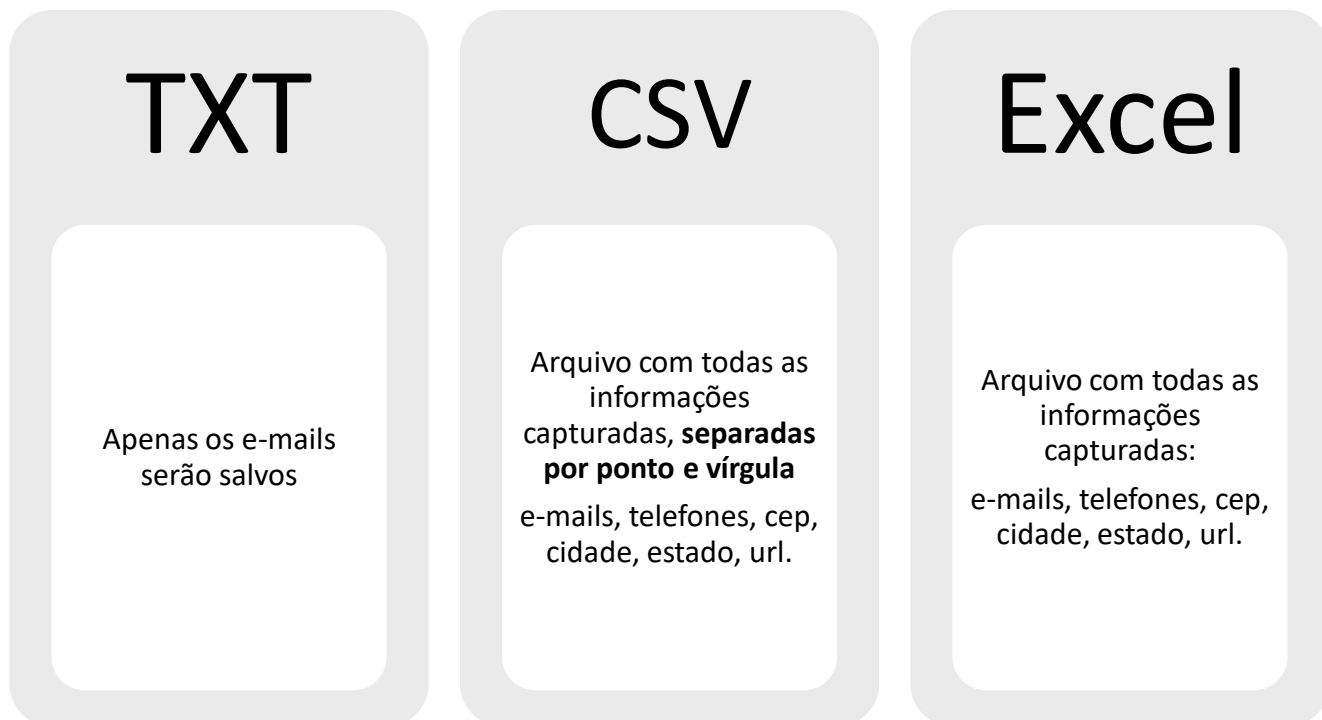 TXT
Apenas os e-mails
serão salvos
CSV
Arquivo com todas as
informações
capturadas, separadas
por ponto e vírgula
e-mails, telefones, cep,
cidade, estado, url.
Excel
Arquivo com todas as
informações
capturadas:
e-mails, telefones, cep,
cidade, estado, url.